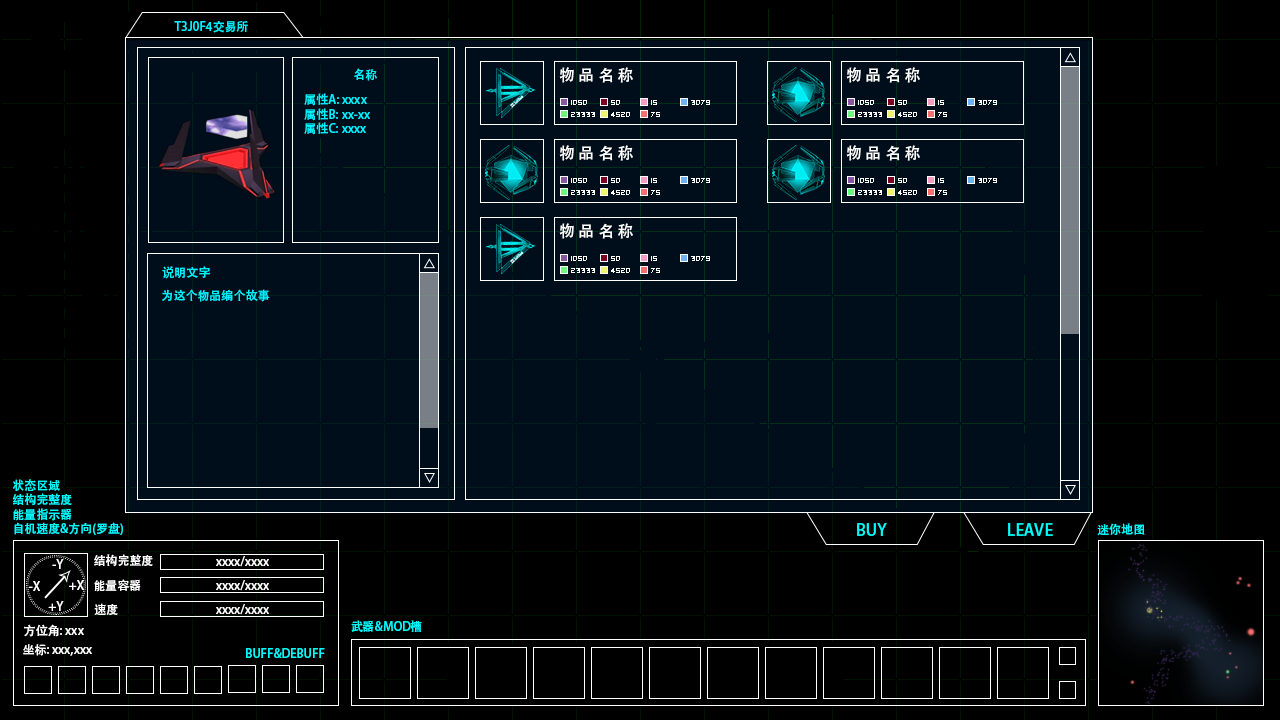 T3J0F4交易所
名称
属性A: xxxx
属性B: xx-xx
属性C: xxxx
说明文字
为这个物品编个故事
物品名称
1050 50 15 3079
23333 4520 75
物品名称
1050 50 15 3079
23333 4520 75
物品名称
1050 50 15 3079
23333 4520 75
物品名称
1050 50 15 3079
23333 4520 75
物品名称
1050 50 15 3079
23333 4520 75
BUY
LEAVE
状态区域
结构完整度
能量指示器
自机速度&方向(罗盘)
-Y
-X
+X
+Y
结构完整度 xxxx/xxxx
能量容器 xxxx/xxxx
速度 xxxx/xxxx
方位角: xxx
坐标: xxx,xxx
BUFF&DEBUFF
武器&MOD槽
迷你地图